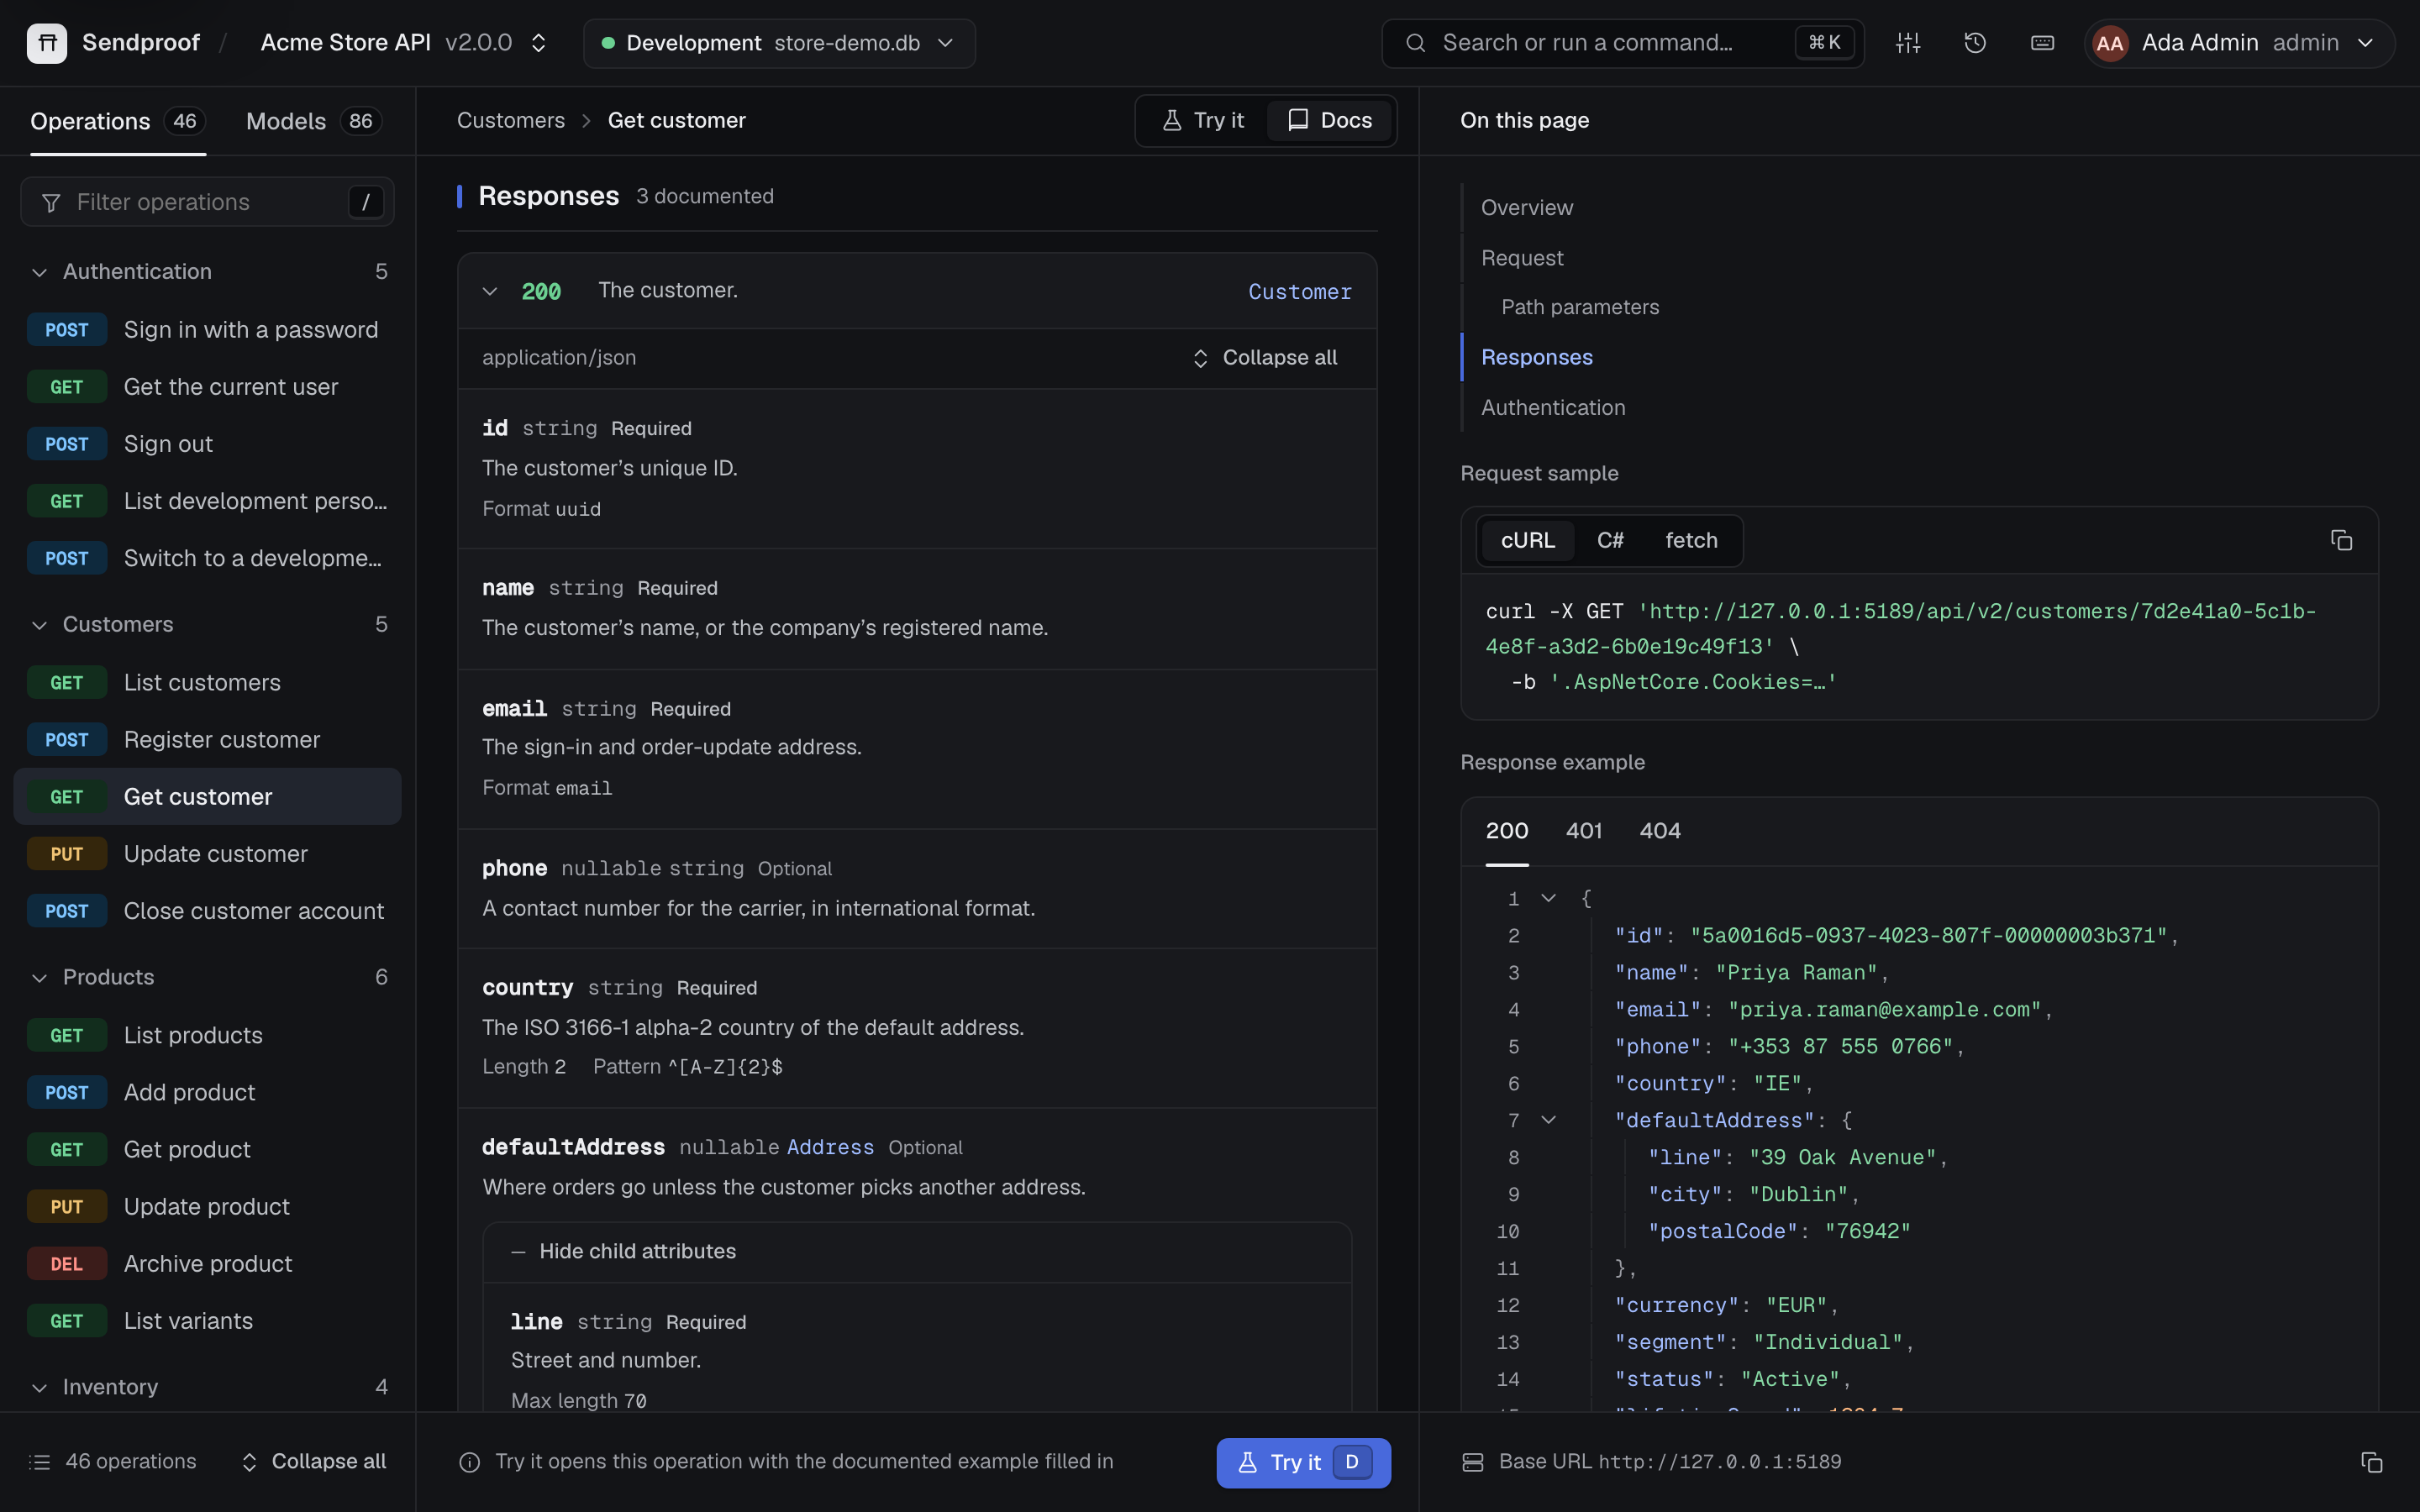 Sendproof / Acme Store API v2.0.0
Development store-demo.db
Search or run a command... ⌘K
AA Ada Admin admin
Operations 46 Models 86
Filter operations /
Authentication 5
POST Sign in with a password
GET Get the current user
POST Sign out
GET List development perso...
POST Switch to a developme...
Customers 5
GET List customers
POST Register customer
GET Get customer
PUT Update customer
POST Close customer account
Products 6
GET List products
POST Add product
GET Get product
PUT Update product
DEL Archive product
GET List variants
Inventory 4
46 operations Collapse all
Customers > Get customer
Try it Docs
Responses 3 documented
200 The customer. Customer
application/json Collapse all
id string Required
The customer’s unique ID.
Format uuid
name string Required
The customer’s name, or the company’s registered name.
email string Required
The sign-in and order-update address.
Format email
phone nullable string Optional
A contact number for the carrier, in international format.
country string Required
The ISO 3166-1 alpha-2 country of the default address.
Length 2 Pattern ^[A-Z]{2}$
defaultAddress nullable Address Optional
Where orders go unless the customer picks another address.
— Hide child attributes
line string Required
Street and number.
Max length 70
Try it opens this operation with the documented example filled in
Try it D
On this page
Overview
Request
Path parameters
Responses
Authentication
Request sample
cURL C# fetch
curl -X GET 'http://127.0.0.1:5189/api/v2/customers/7d2e41a0-5c1b-
4e8f-a3d2-6b0e19c49f13' \
-b '.AspNetCore.Cookies=…'
Response example
200 401 404
1 {
2 "id": "5a0016d5-0937-4023-807f-00000003b371",
3 "name": "Priya Raman",
4 "email": "priya.raman@example.com",
5 "phone": "+353 87 555 0766",
6 "country": "IE",
7 "defaultAddress": {
8 "line": "39 Oak Avenue",
9 "city": "Dublin",
10 "postalCode": "76942"
11 },
12 "currency": "EUR",
13 "segment": "Individual",
14 "status": "Active",
Base URL http://127.0.0.1:5189